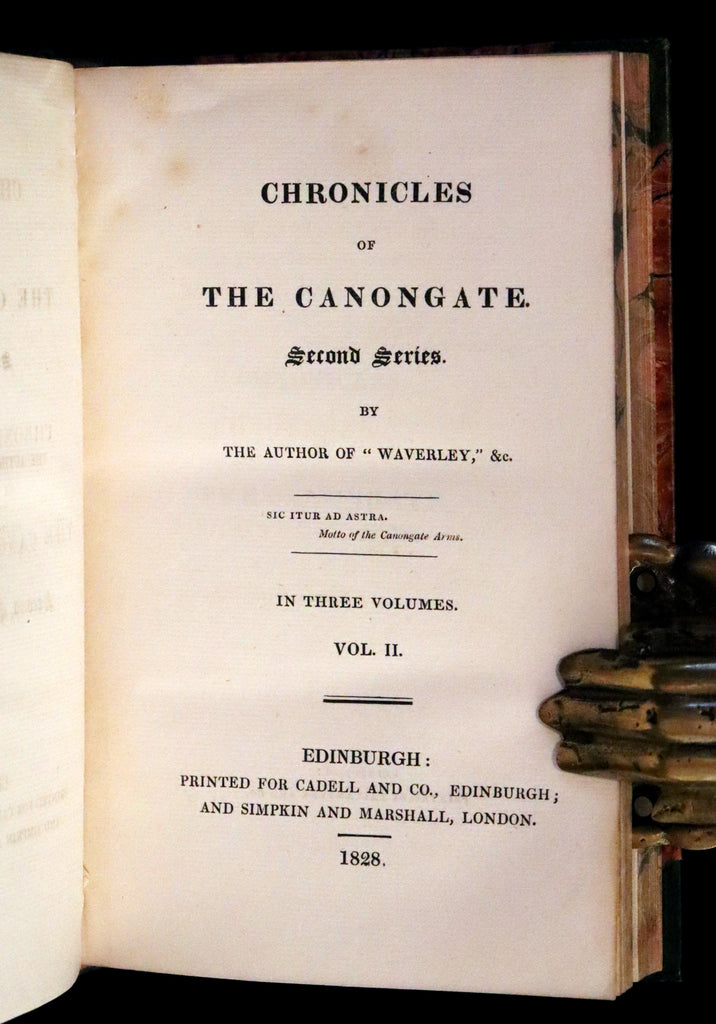 CHRONICLES
OF
THE CANONGATE.
Second Series.
BY
THE AUTHOR OF “ WAVERLEY,” &c.
SIC ITUR AD ASTRA.
Motto of the Canongate Arms.
IN THREE VOLUMES.
VOL. II.
EDINBURGH :
PRINTED FOR CADELL AND CO., EDINBURGH ;
AND SIMPKIN AND MARSHALL, LONDON.
1828.